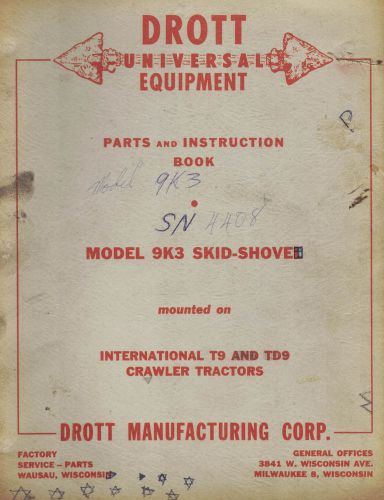 DROTT
UNIVERSAL
EQUIPMENT
PARTS AND INSTRUCTION
BOOK
Model 9K3
SN 4408
MODEL 9K3 SKID-SHOVEL
mounted on
INTERNATIONAL T9 AND TD9
CRAWLER TRACTORS
DROTT MANUFACTURING CORP.
FACTORY
SERVICE – PARTS
WAUSAU, WISCONSIN
GENERAL OFFICES
3841 W. WISCONSIN AVE.
MILWAUKEE 8, WISCONSIN